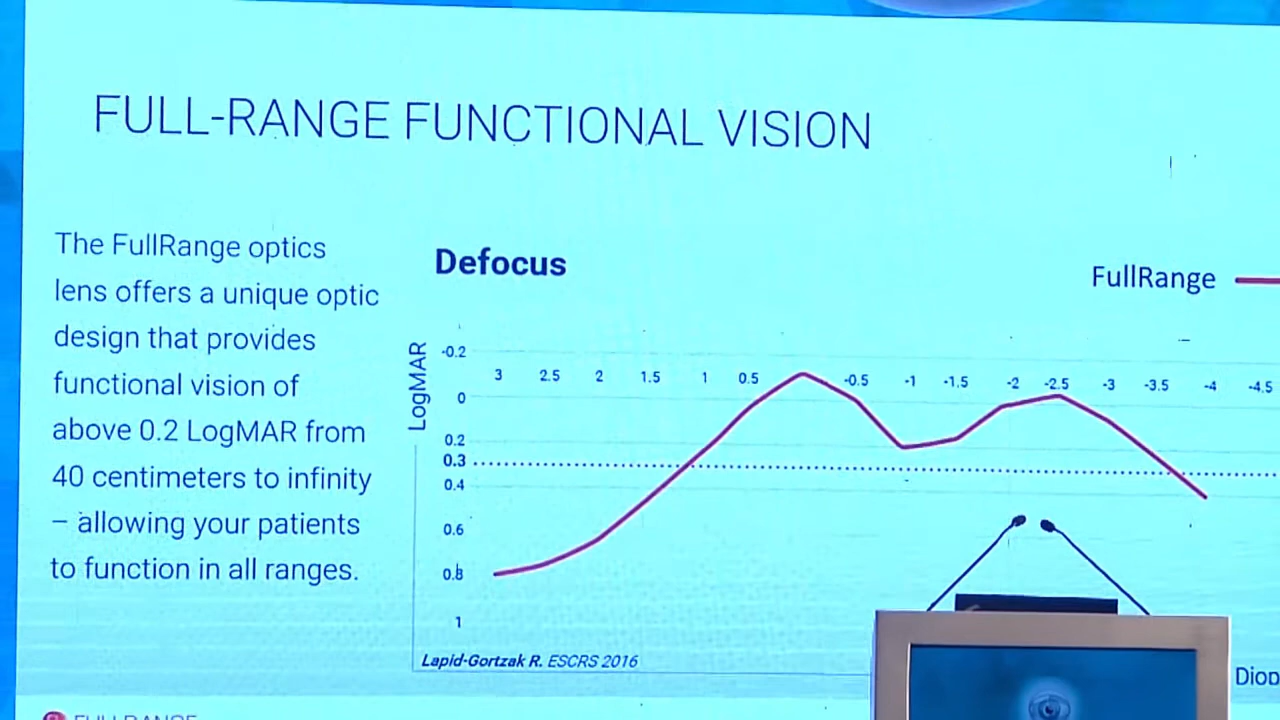 FULL-RANGE FUNCTIONAL VISION
The FullRange optics
lens offers a unique optic
design that provides
functional vision of
above 0.2 LogMAR from
40 centimeters to infinity
– allowing your patients
to function in all ranges.
Defocus
FullRange
LogMAR
-0.2
3 2.5 2 1.5 1 0.5 -0.5 -1 -1.5 -2 -2.5 -3 -3.5 -4 -4.5
0
0.2
0.3
0.4
0.6
0.8
1
Lapid-Gortzak R. ESCRS 2016
Diop
FULL RANGE